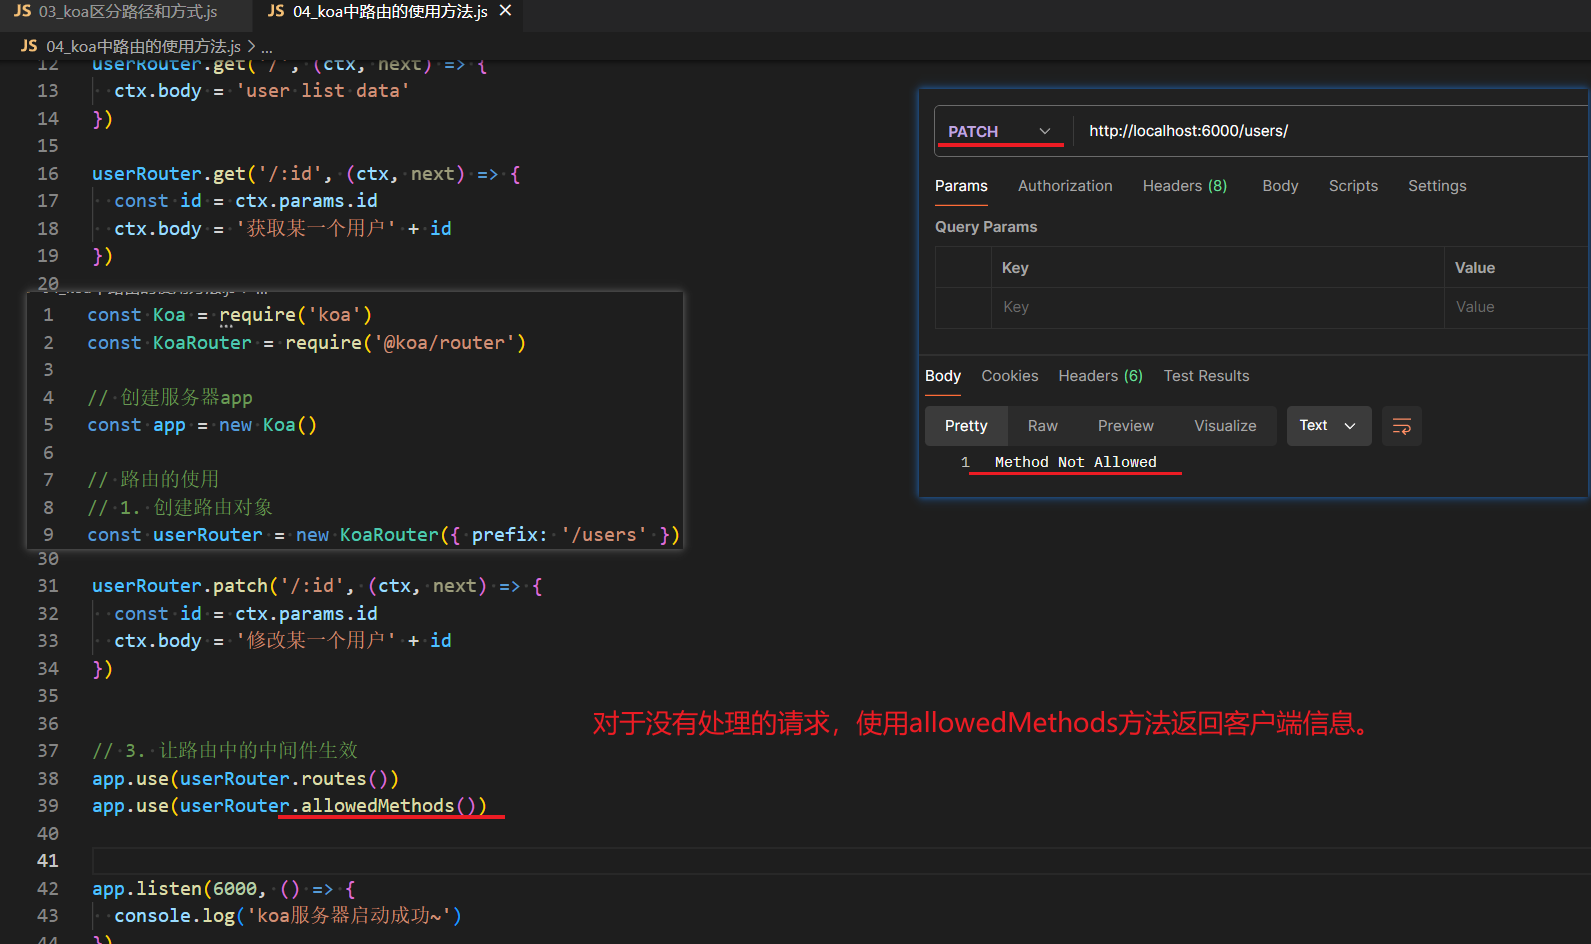 JS 03_koa区分路径和方式.js
JS 04_koa中路由的使用方法.js
JS 04_koa中路由的使用方法.js > ...
12 userRouter.get('/', (ctx, next) => {
13 ctx.body = 'user list data'
14 })
15
16 userRouter.get('/:id', (ctx, next) => {
17 const id = ctx.params.id
18 ctx.body = '获取某一个用户' + id
19 })
20
1 const Koa = require('koa')
2 const KoaRouter = require('@koa/router')
3
4 // 创建服务器app
5 const app = new Koa()
6
7 // 路由的使用
8 // 1. 创建路由对象
9 const userRouter = new KoaRouter({ prefix: '/users' })
30
31 userRouter.patch('/:id', (ctx, next) => {
32 const id = ctx.params.id
33 ctx.body = '修改某一个用户' + id
34 })
35
36
37 // 3. 让路由中的中间件生效
38 app.use(userRouter.routes())
39 app.use(userRouter.allowedMethods())
40
41
42 app.listen(6000, () => {
43 console.log('koa服务器启动成功~')
44 })
PATCH http://localhost:6000/users/
Params Authorization Headers (8) Body Scripts Settings
Query Params
Key Value
Key Value
Body Cookies Headers (6) Test Results
Pretty Raw Preview Visualize Text
1 Method Not Allowed
对于没有处理的请求，使用allowedMethods方法返回客户端信息。